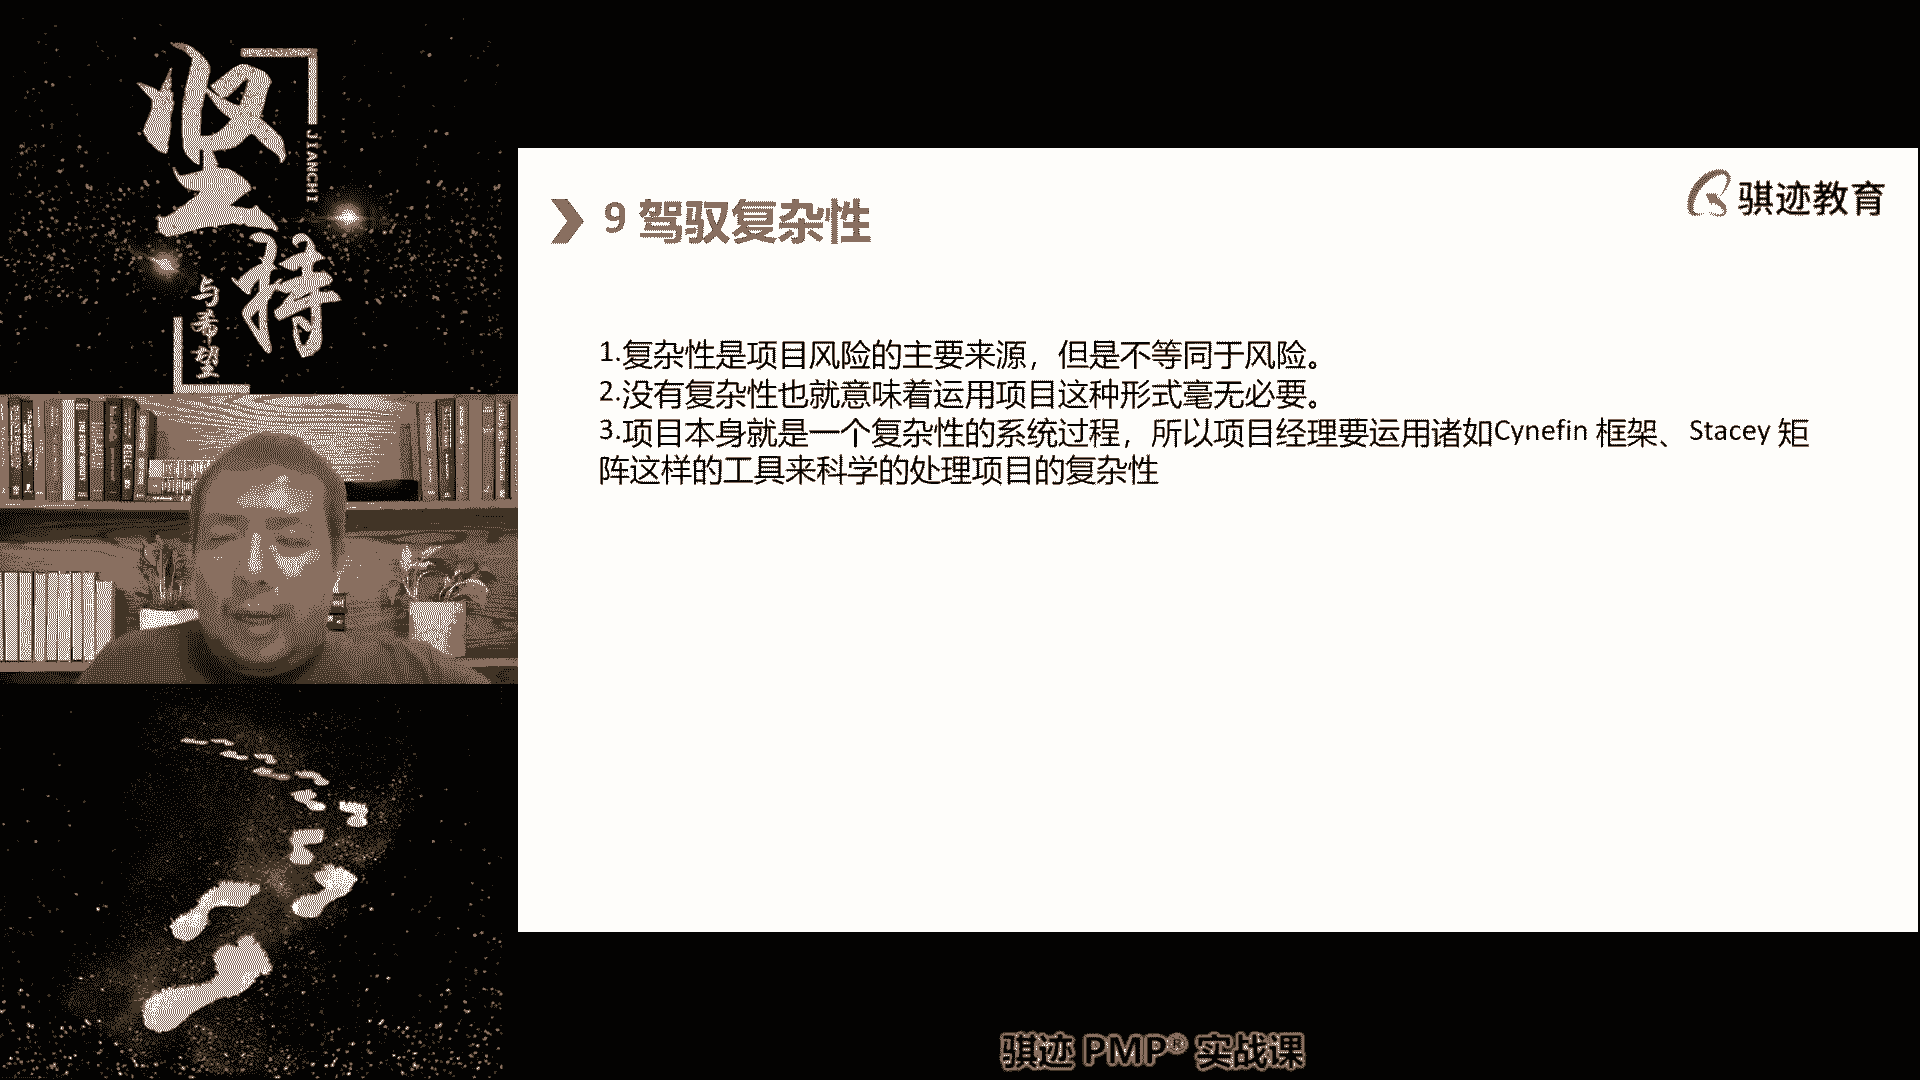 坚持
JIANCHI
与希望
骐迹教育
9 驾驭复杂性
1.复杂性是项目风险的主要来源，但是不等同于风险。
2.没有复杂性也就意味着运用项目这种形式毫无必要。
3.项目本身就是一个复杂性的系统过程，所以项目经理要运用诸如Cynefin 框架、Stacey 矩
阵这样的工具来科学的处理项目的复杂性
骐迹 PMP® 实战课